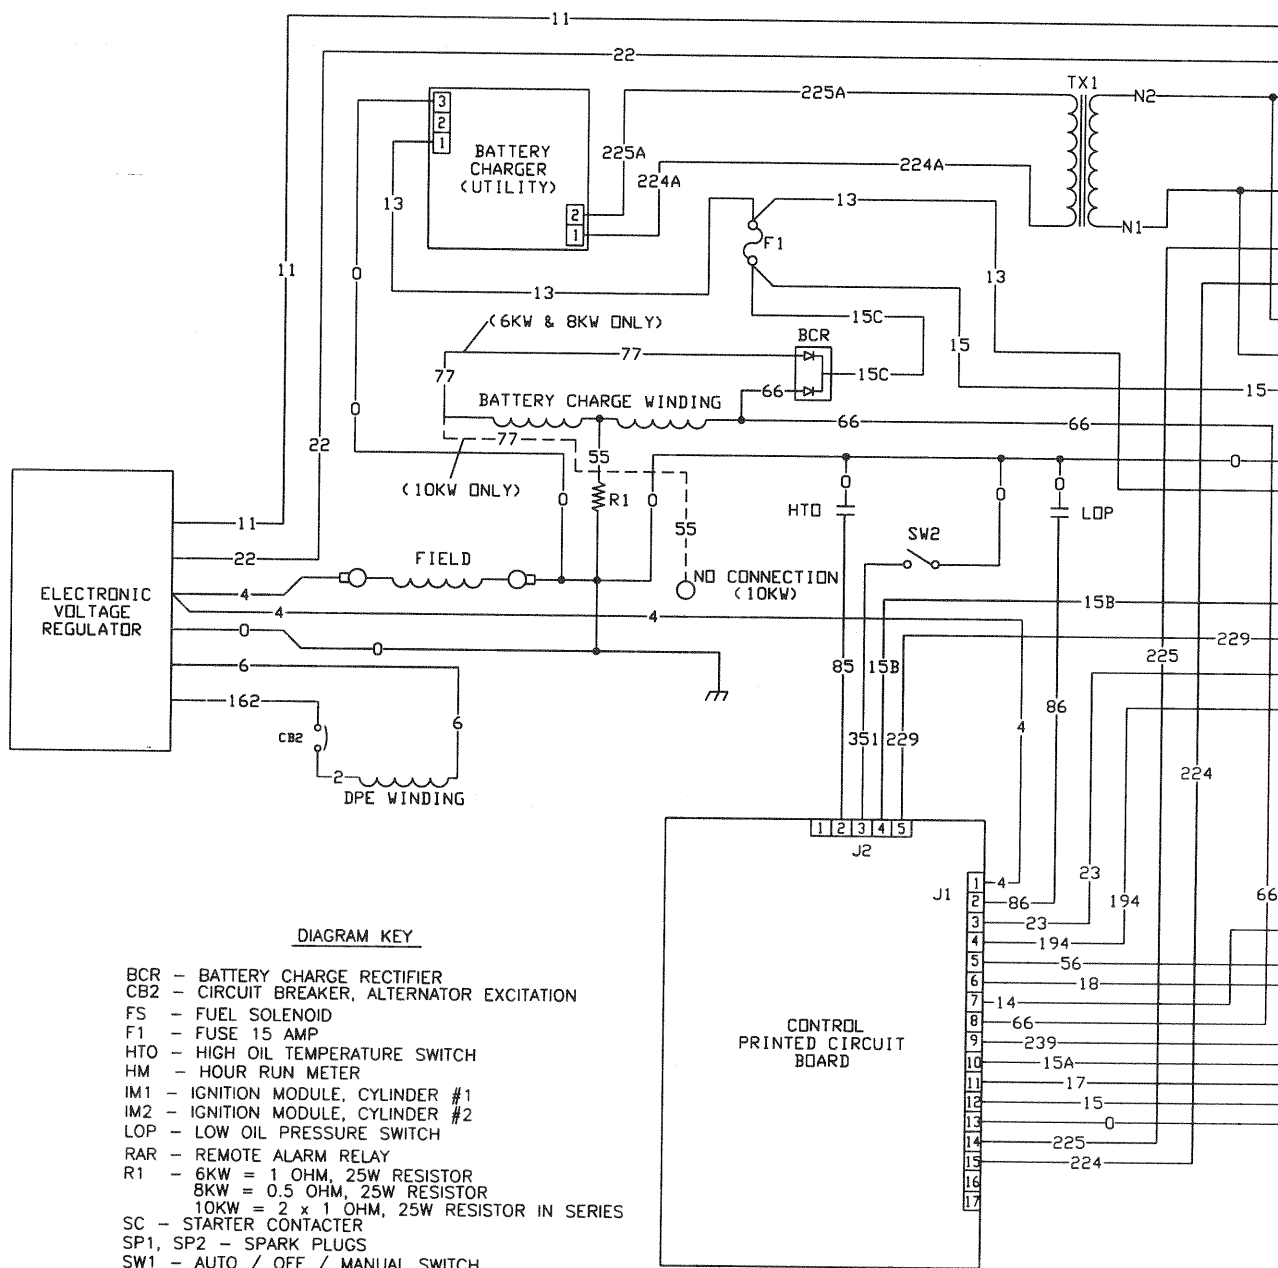 11
22
TX1
225A
N2
3
2
1
BATTERY
CHARGER
(UTILITY)
225A
224A
224A
13
13
2
1
F1
N1
11
0
13
13
(6KW & 8KW ONLY)
15C
BCR
77
15
15C
77
66
15
BATTERY CHARGE WINDING
0
66
66
22
77
55
(10KW ONLY)
0
R1
0
0
0
0
0
HTO
LOP
11
55
SW2
22
FIELD
NO CONNECTION
(10KW)
ELECTRONIC
VOLTAGE
REGULATOR
4
4
4
15B
0
0
229
6
85
15B
225
162
6
86
CB2
351
229
4
2
224
DPE WINDING
1 2 3 4 5
J2
J1
1
4
23
66
2
86
194
3
23
4
194
5
56
6
18
7
14
8
66
9
239
10
15A
11
17
12
15
13
0
14
225
15
224
16
17
CONTROL
PRINTED CIRCUIT
BOARD
DIAGRAM KEY
BCR - BATTERY CHARGE RECTIFIER
CB2 - CIRCUIT BREAKER, ALTERNATOR EXCITATION
FS - FUEL SOLENOID
F1 - FUSE 15 AMP
HTO - HIGH OIL TEMPERATURE SWITCH
HM - HOUR RUN METER
IM1 - IGNITION MODULE, CYLINDER #1
IM2 - IGNITION MODULE, CYLINDER #2
LOP - LOW OIL PRESSURE SWITCH
RAR - REMOTE ALARM RELAY
R1 - 6KW = 1 OHM, 25W RESISTOR
8KW = 0.5 OHM, 25W RESISTOR
10KW = 2 x 1 OHM, 25W RESISTOR IN SERIES
SC - STARTER CONTACTER
SP1, SP2 - SPARK PLUGS
SW1 - AUTO / OFF / MANUAL SWITCH